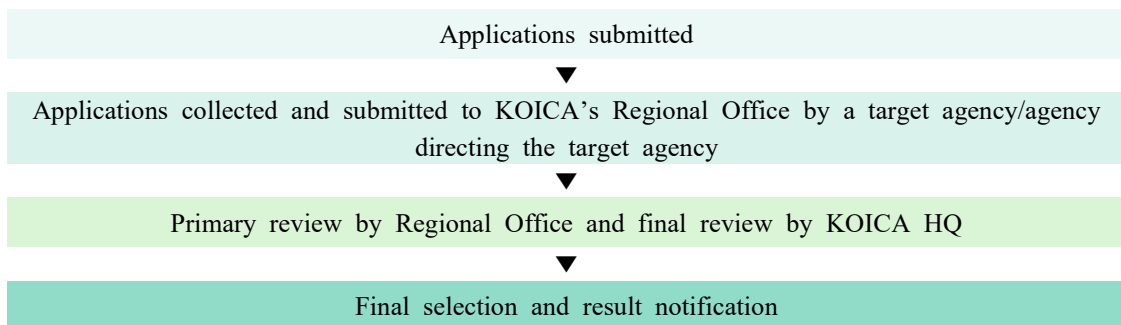 Applications submitted
▼
Applications collected and submitted to KOICA's Regional Office by a target agency/agency
directing the target agency
▼
Primary review by Regional Office and final review by KOICA HQ
▼
Final selection and result notification